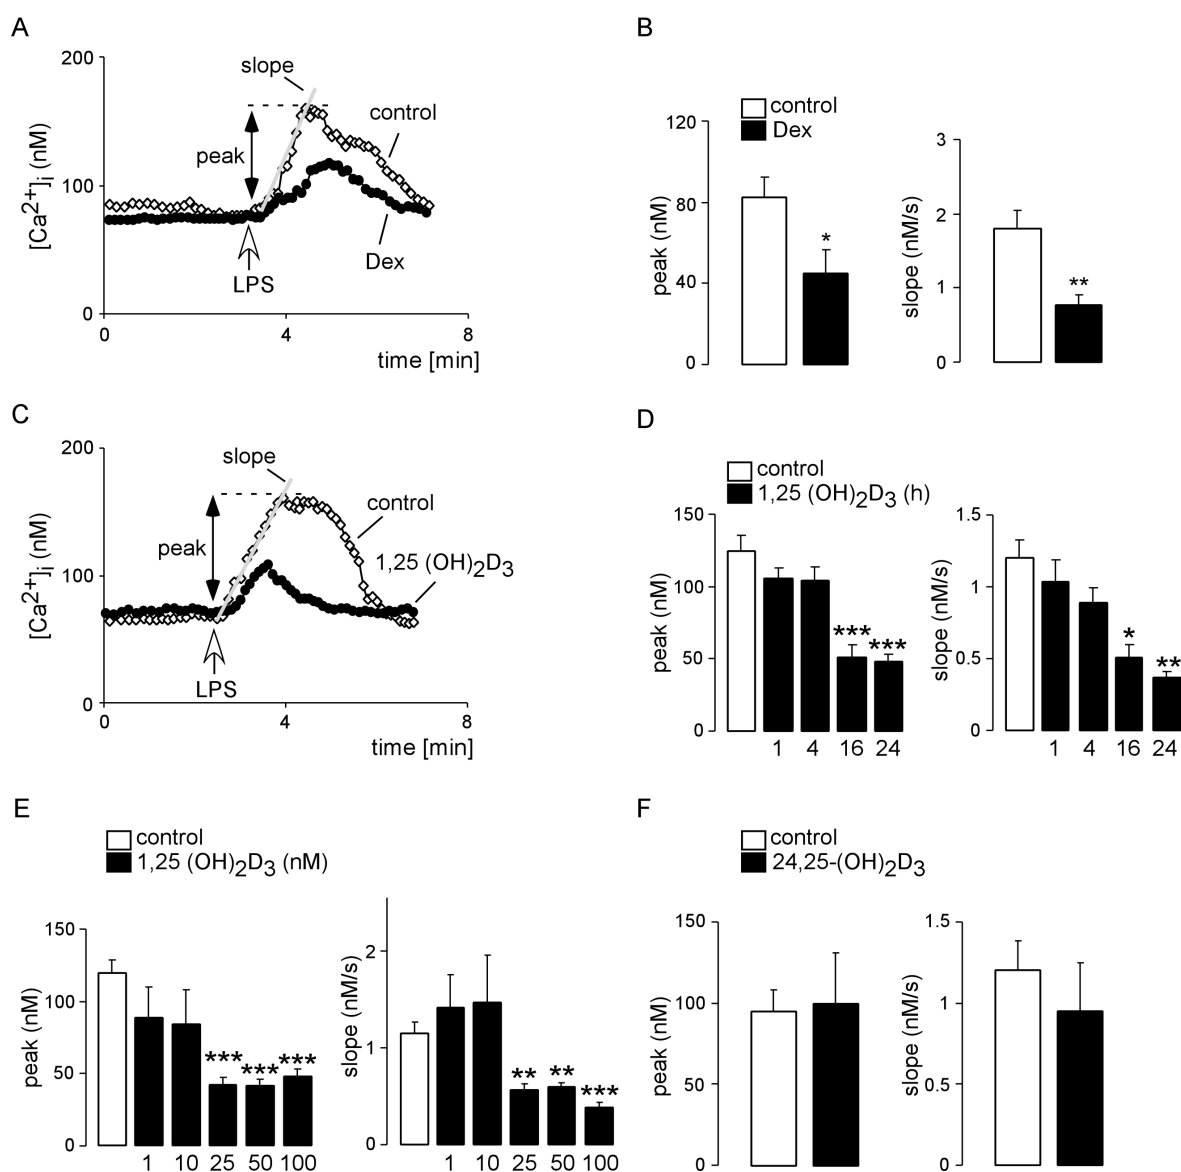 A
200
100
0
[Ca2+]i (nM)
slope
control
peak
LPS
Dex
0 4 8
time [min]
B
control
Dex
120
80
40
0
peak (nM)
*
3
2
1
0
slope (nM/s)
**
C
200
100
0
[Ca2+]i (nM)
slope
control
peak
1,25 (OH)2D3
LPS
0 4 8
time [min]
D
control
1,25 (OH)2D3 (h)
150
100
50
0
peak (nM)
*** ***
1 4 16 24
1.5
1
0.5
0
slope (nM/s)
* **
1 4 16 24
E
control
1,25 (OH)2D3 (nM)
150
100
50
0
peak (nM)
*** *** ***
1 10 25 50 100
2
1
0
slope (nM/s)
** ** ***
1 10 25 50 100
F
control
24,25-(OH)2D3
150
100
50
0
peak (nM)
1.5
1
0.5
0
slope (nM/s)